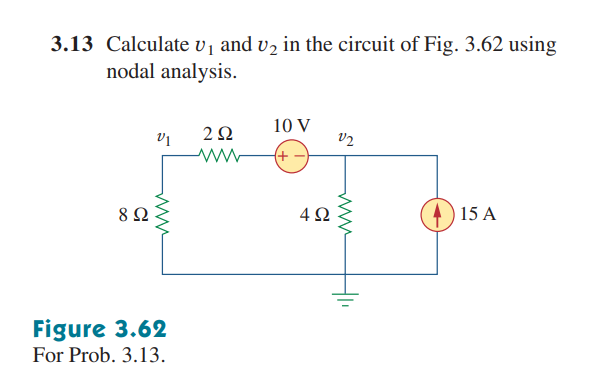 3.13 Calculate v₁ and v₂ in the circuit of Fig. 3.62 using
nodal analysis.
v₁ 2 Ω 10 V v₂
+ −
8 Ω 4 Ω 15 A
Figure 3.62
For Prob. 3.13.